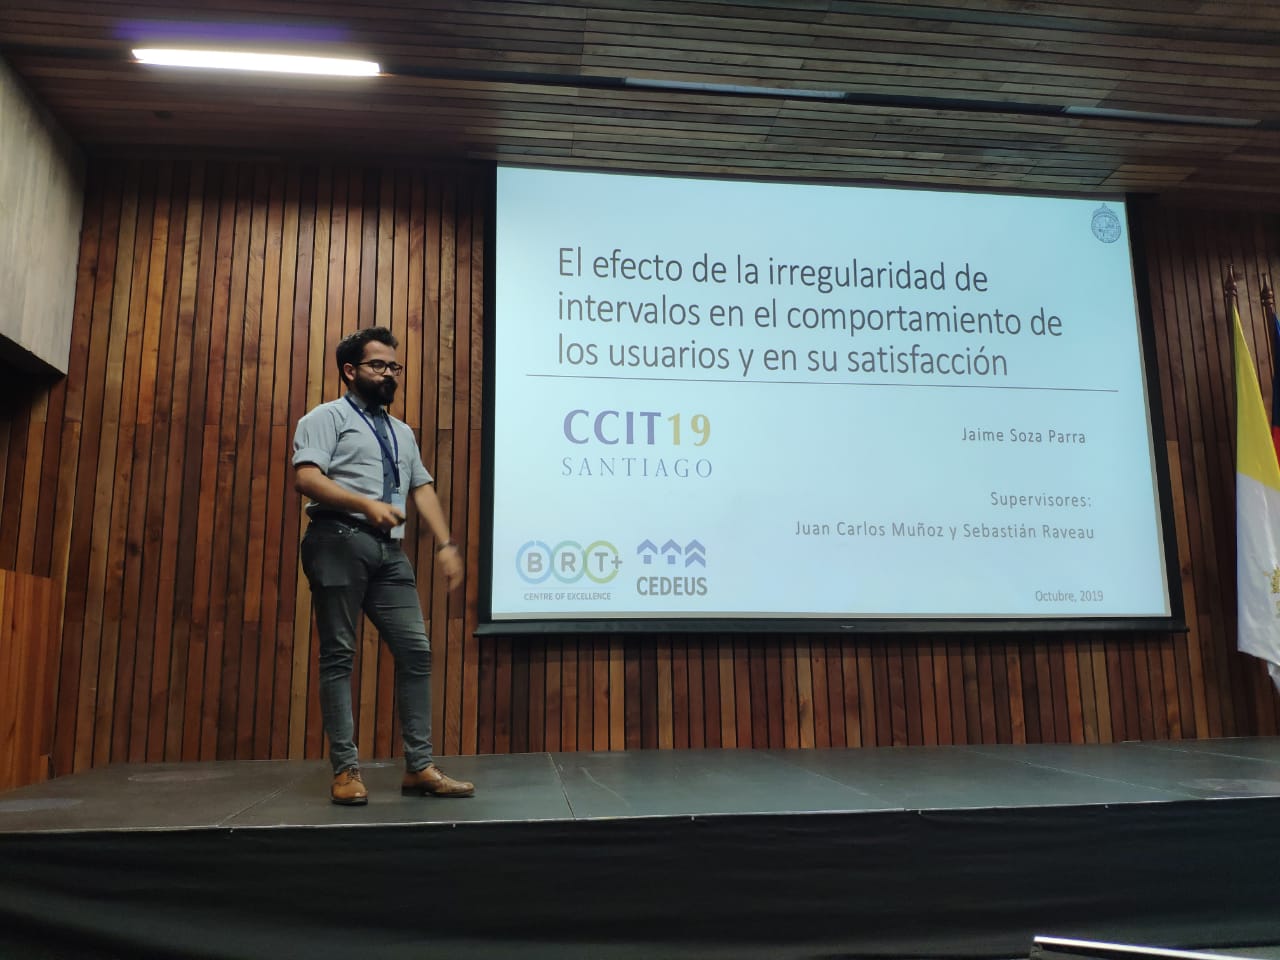 El efecto de la irregularidad de
intervalos en el comportamiento de
los usuarios y en su satisfacción
CCIT19
SANTIAGO
Jaime Soza Parra
Supervisores:
Juan Carlos Muñoz y Sebastián Raveau
BRT+
CENTRE OF EXCELLENCE
CEDEUS
Octubre, 2019